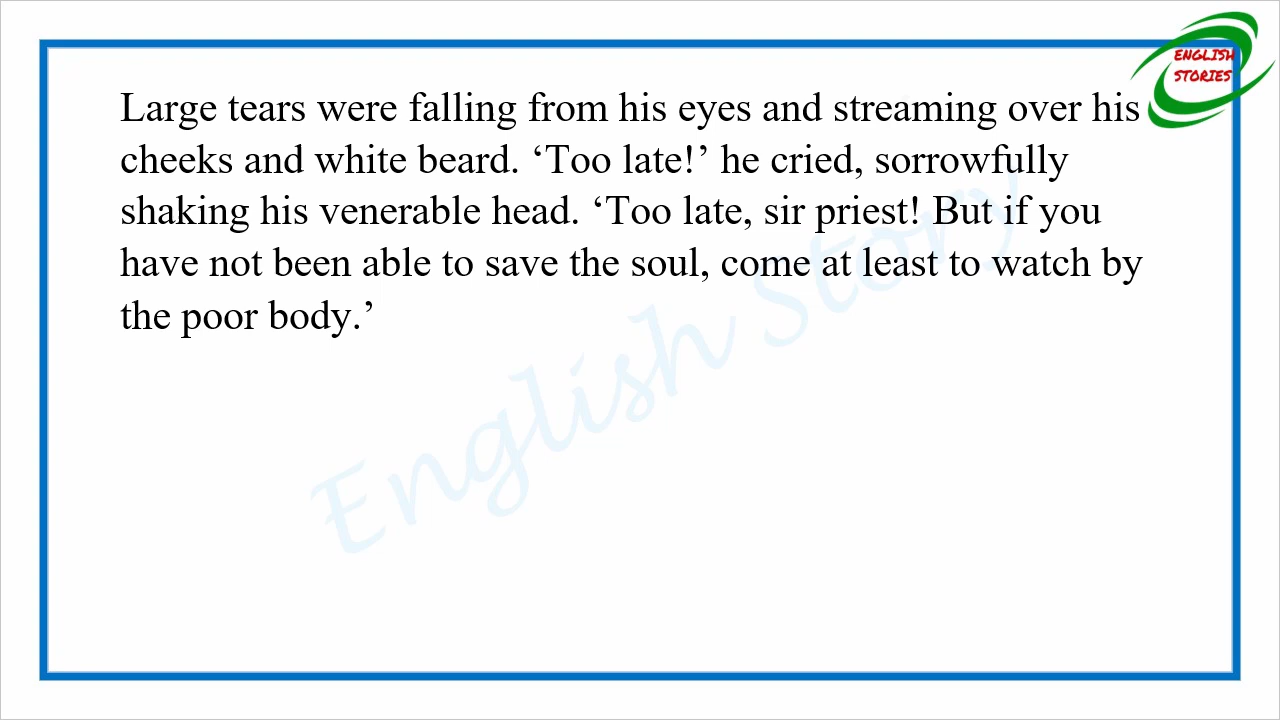 ENGLISH
STORIES
Large tears were falling from his eyes and streaming over his
cheeks and white beard. ‘Too late!’ he cried, sorrowfully
shaking his venerable head. ‘Too late, sir priest! But if you
have not been able to save the soul, come at least to watch by
the poor body.’
English Story